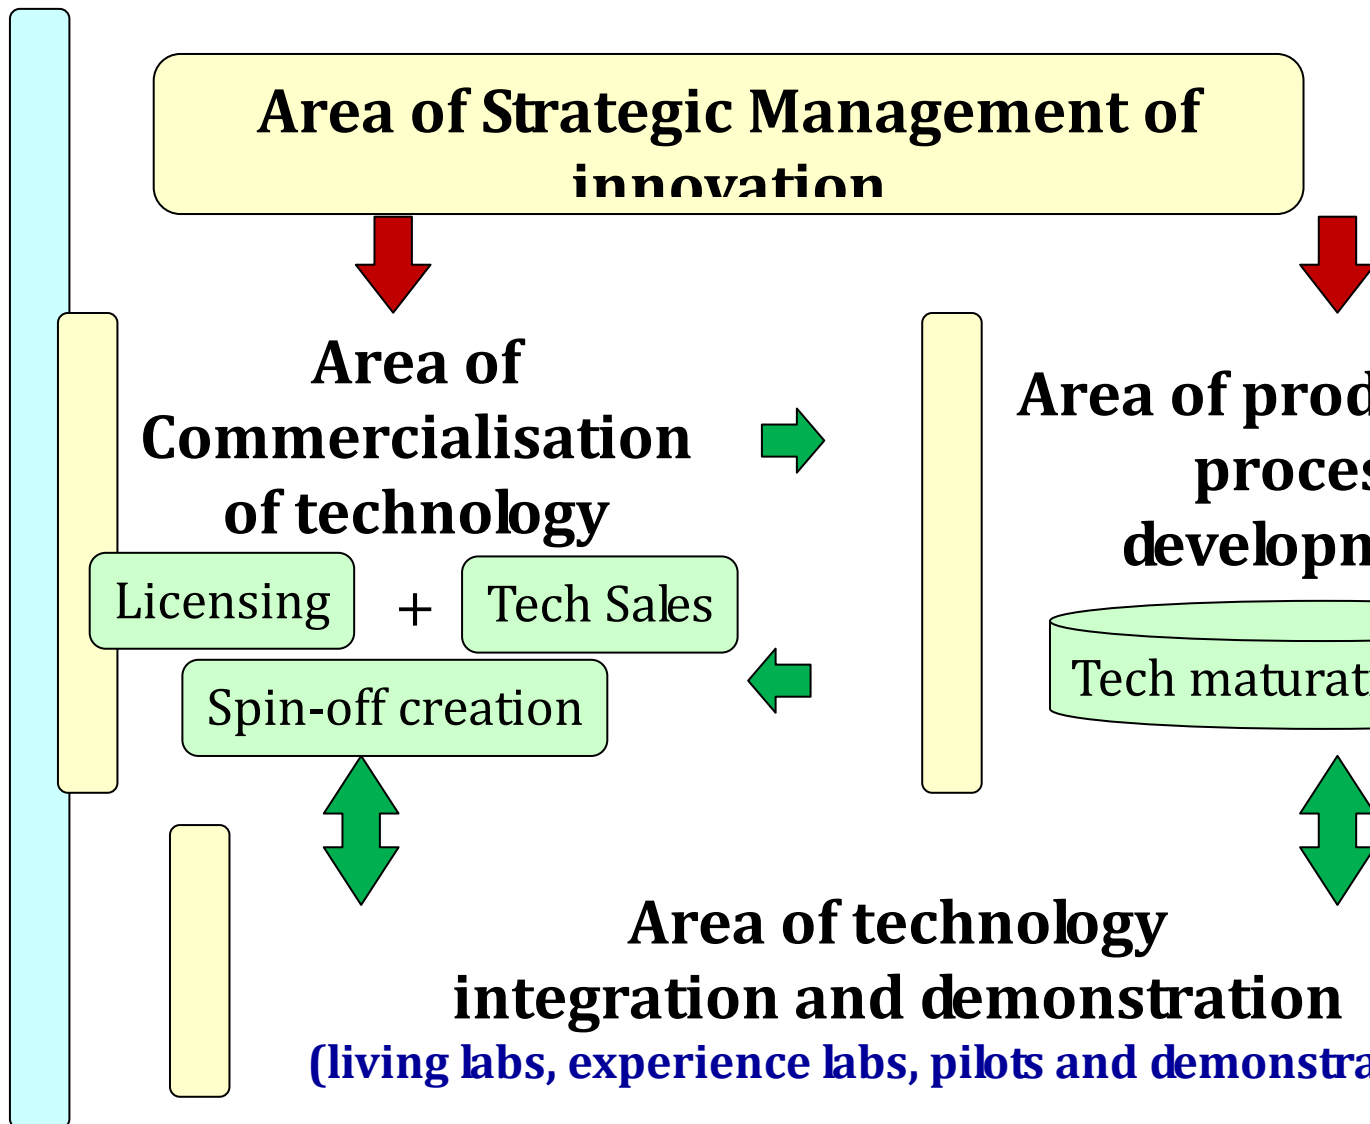 Area of Strategic Management of
innovation
Area of
Commercialisation
of technology
Licensing
+
Tech Sales
Spin-off creation
Area of prod
proces
developm
Tech maturati
Area of technology
integration and demonstration
(living labs, experience labs, pilots and demonstra